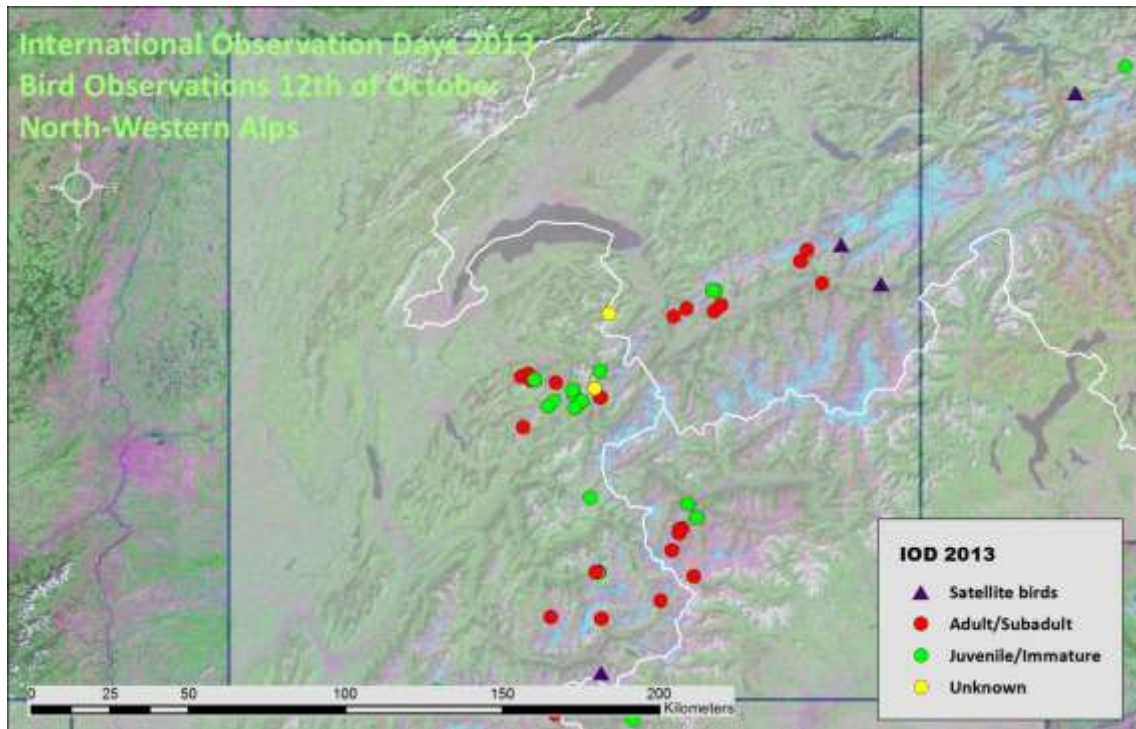 International Observation Days 2013
Bird Observations 12th of October
North-Western Alps
IOD 2013
Satellite birds
Adult/Subadult
Juvenile/Immature
Unknown
0 25 50 100 150 200
Kilometers